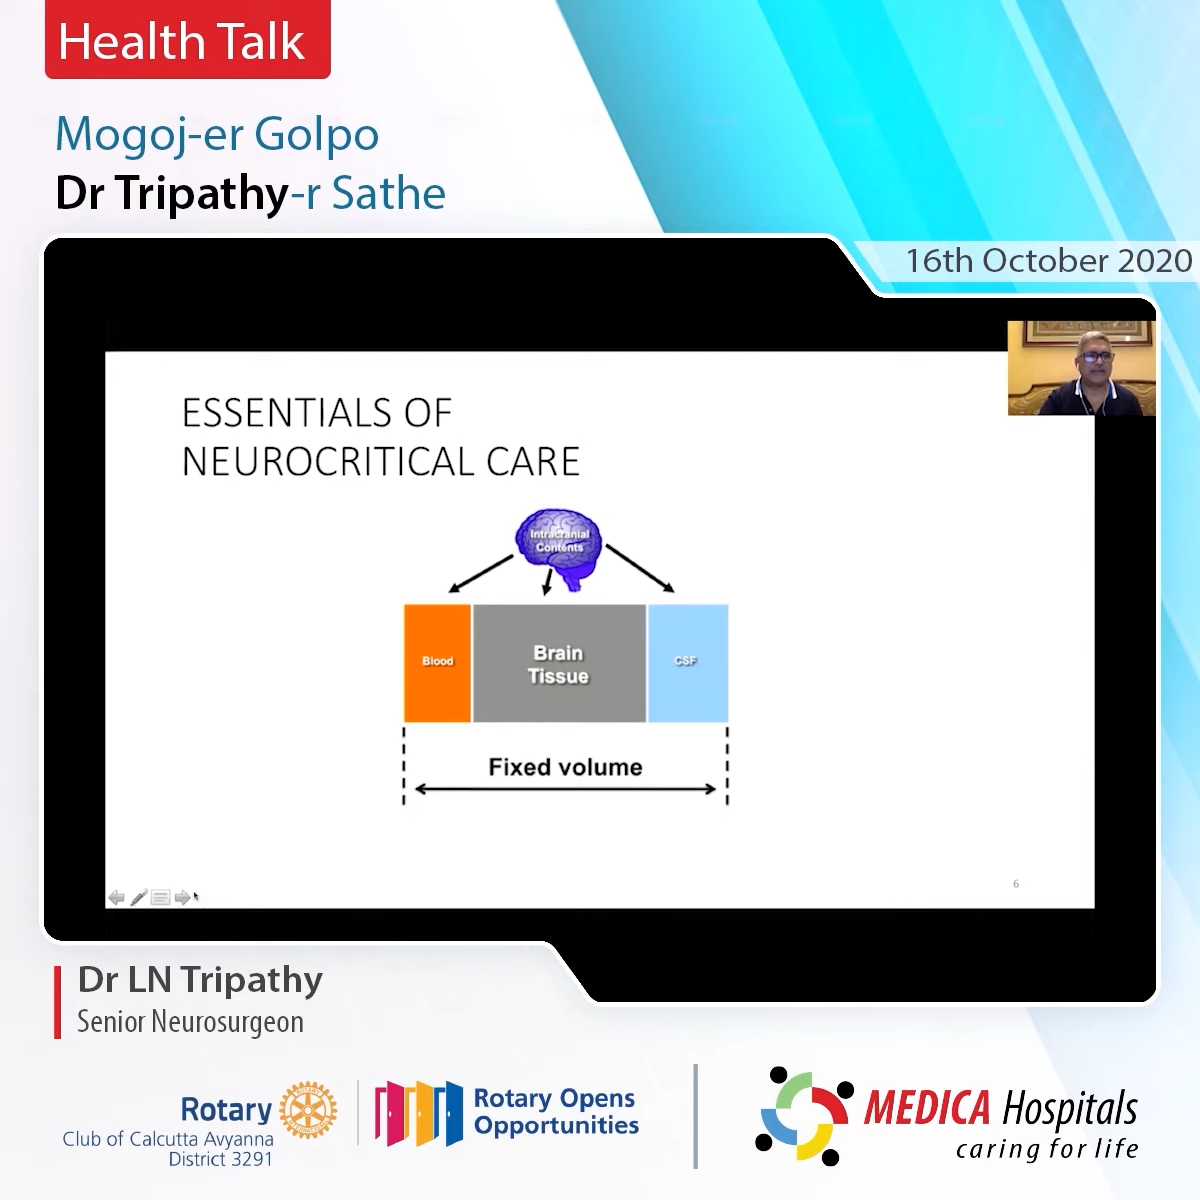 Health Talk
Mogoj-er Golpo
Dr Tripathy-r Sathe
16th October 2020
ESSENTIALS OF
NEUROCRITICAL CARE
Intracranial
Contents
Blood
Brain
Tissue
CSF
Fixed volume
6
Dr LN Tripathy
Senior Neurosurgeon
Rotary
Club of Calcutta Avyanna
District 3291
Rotary Opens
Opportunities
MEDICA Hospitals
caring for life